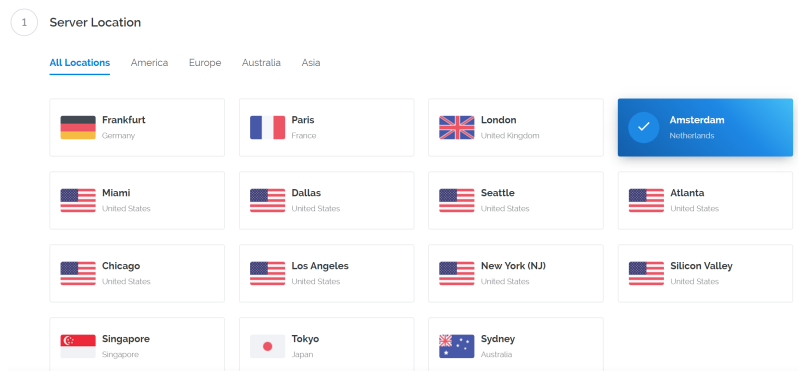 1 Server Location
All Locations America Europe Australia Asia
Frankfurt
Germany
Paris
France
London
United Kingdom
Amsterdam
Netherlands
Miami
United States
Dallas
United States
Seattle
United States
Atlanta
United States
Chicago
United States
Los Angeles
United States
New York (NJ)
United States
Silicon Valley
United States
Singapore
Singapore
Tokyo
Japan
Sydney
Australia